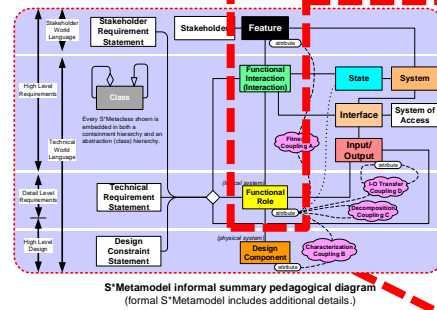 Stakeholder
World
Language
Stakeholder
Requirement
Statement
Stakeholder
Feature
attribute
High Level
Requirements
Technical
World
Language
Class
Every S*Metaclass shown is
embedded in both a
containment hierarchy and an
abstraction (class) hierarchy.
Functional
Interaction
(Interaction)
State
System
Interface
System of
Access
Input/
Output
attribute
Coupling A
I-O Transfer
Coupling D
Decomposition
Coupling C
Detail Level
Requirements
Technical
Requirement
Statement
Functional
Role
attribute
High Level
Design
Design
Constraint
Statement
(physical system)
Design
Component
attribute
Characterization
Coupling B
S*Metamodel informal summary pedagogical diagram
(formal S*Metamodel includes additional details.)